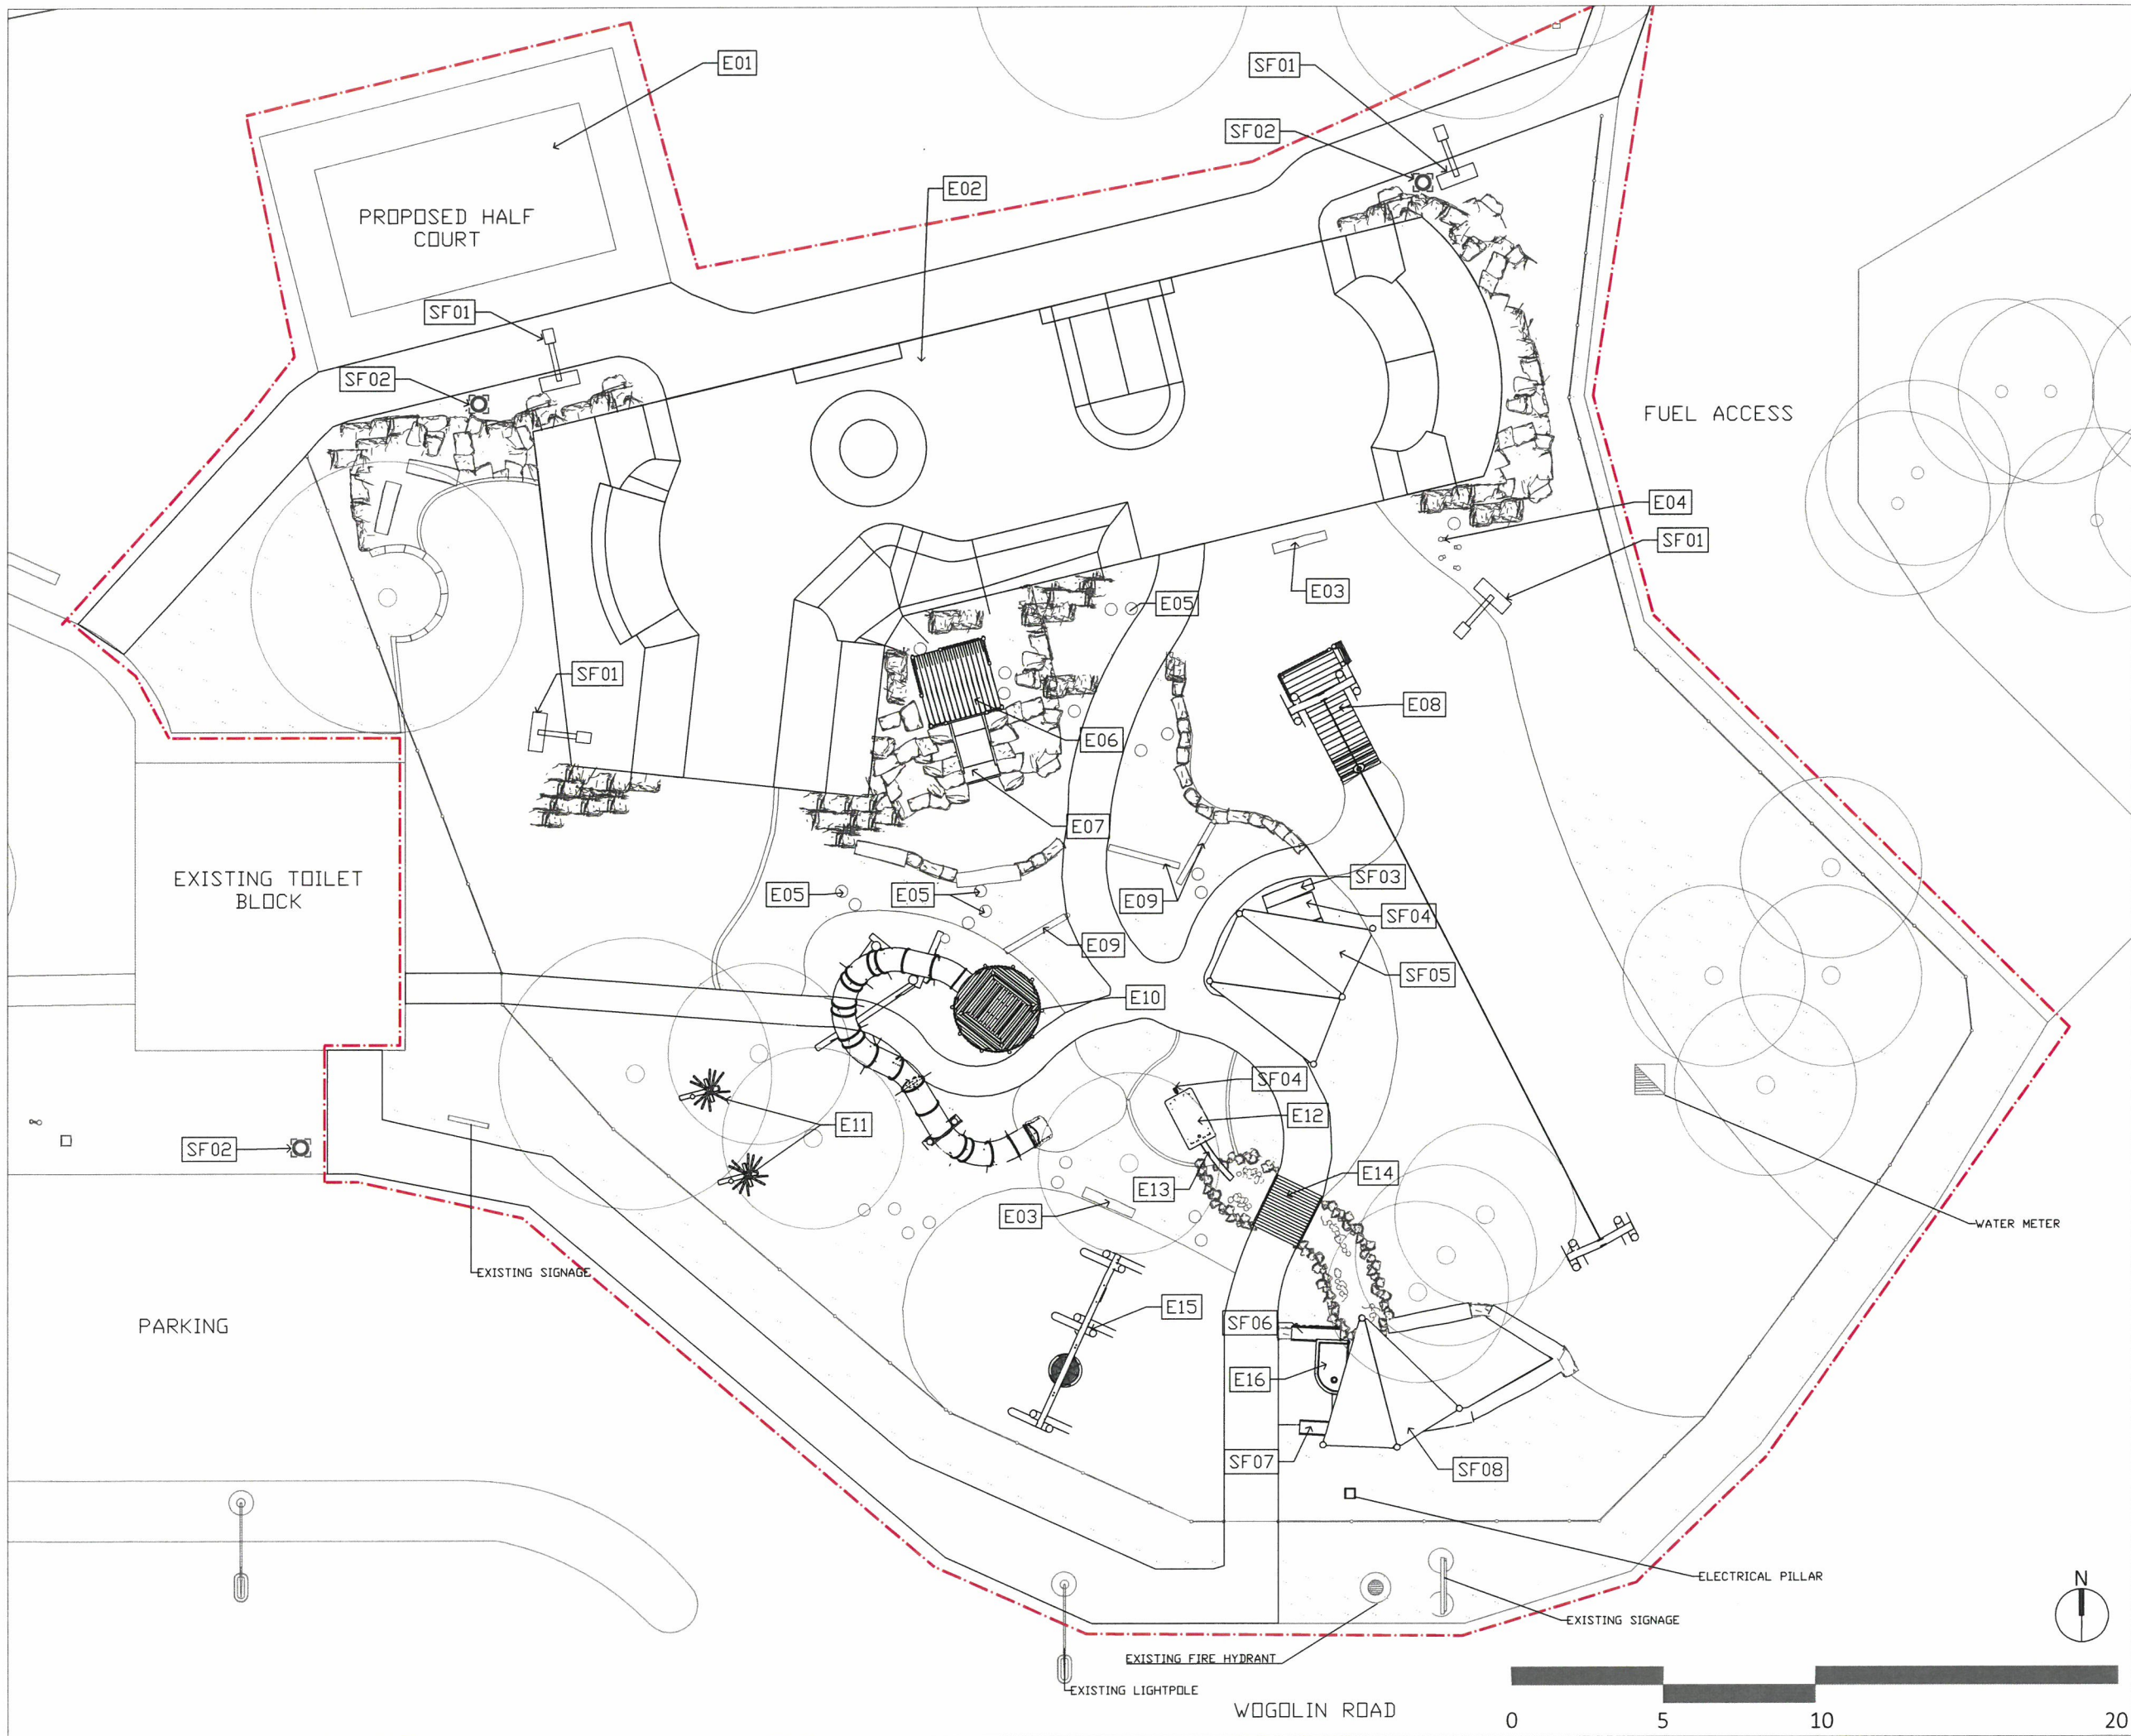 E01
SF01
SF02
E02
PROPOSED HALF
COURT
SF01
SF02
FUEL ACCESS
E04
SF01
E03
E05
SF01
E08
E06
E07
EXISTING TOILET
BLOCK
SF03
E05
E05
E09
SF04
E09
SF05
E10
SF04
E12
E11
SF02
E14
E13
E03
WATER METER
EXISTING SIGNAGE
E15
SF06
PARKING
E16
SF07
SF08
ELECTRICAL PILLAR
EXISTING SIGNAGE
N
EXISTING FIRE HYDRANT
EXISTING LIGHTPOLE
WOGOLIN ROAD
0 5 10 20